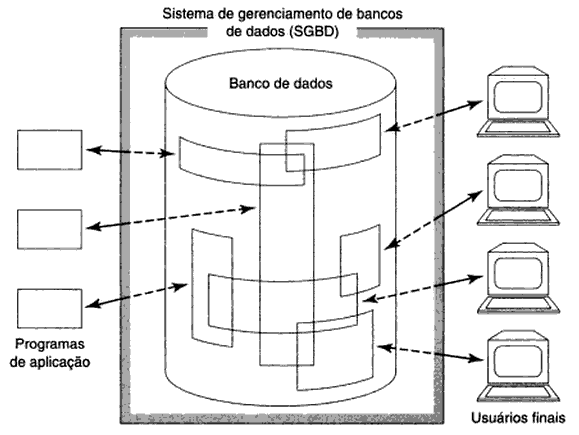 Sistema de gerenciamento de bancos
de dados (SGBD)
Banco de dados
Programas
de aplicação
Usuários finais